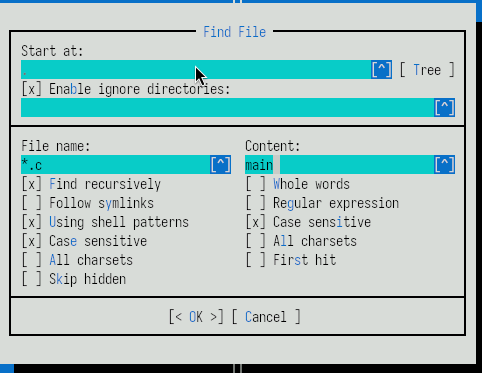 Find File
Start at:
. [^] [ Tree ]
[x] Enable ignore directories:
[^]
File name: Content:
*.c [^] main [^]
[x] Find recursively [ ] Whole words
[ ] Follow symlinks [ ] Regular expression
[x] Using shell patterns [x] Case sensitive
[x] Case sensitive [ ] All charsets
[ ] All charsets [ ] First hit
[ ] Skip hidden
[< OK >] [ Cancel ]